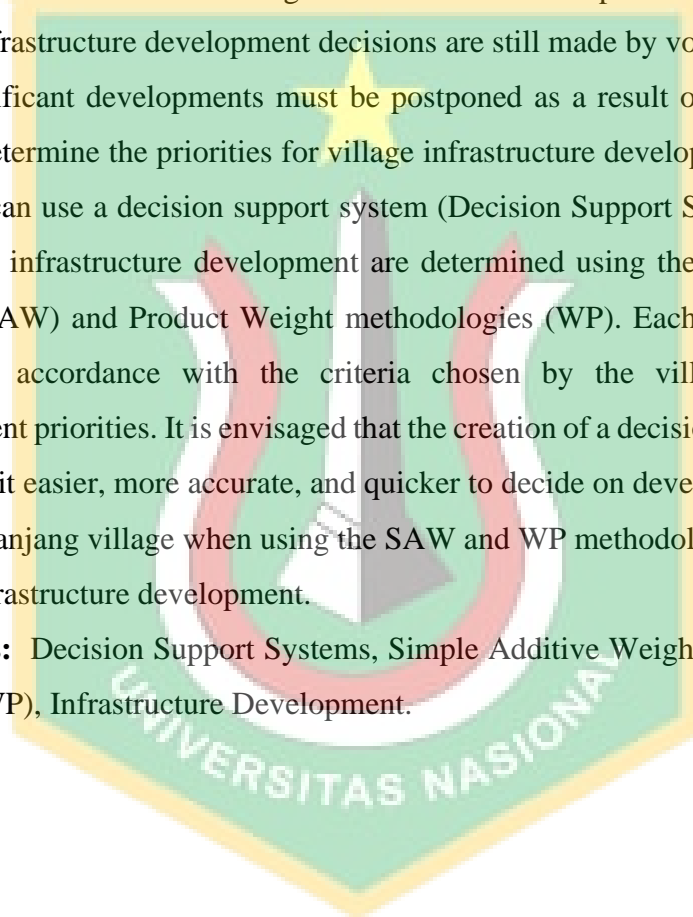 frastructure development decisions are still made by vo
ificant developments must be postponed as a result o
etermine the priorities for village infrastructure develop
can use a decision support system (Decision Support S
infrastructure development are determined using the
AW) and Product Weight methodologies (WP). Each
accordance with the criteria chosen by the vill
ent priorities. It is envisaged that the creation of a decisio
it easier, more accurate, and quicker to decide on deve
anjang village when using the SAW and WP methodol
frastructure development.
: Decision Support Systems, Simple Additive Weigh
VP), Infrastructure Development.
UNIVERSITAS NASIONAL